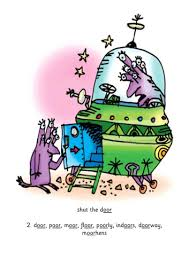 shut the door
2. door, poor, moor, floor, poorly, indoors, doorway,
moorhens